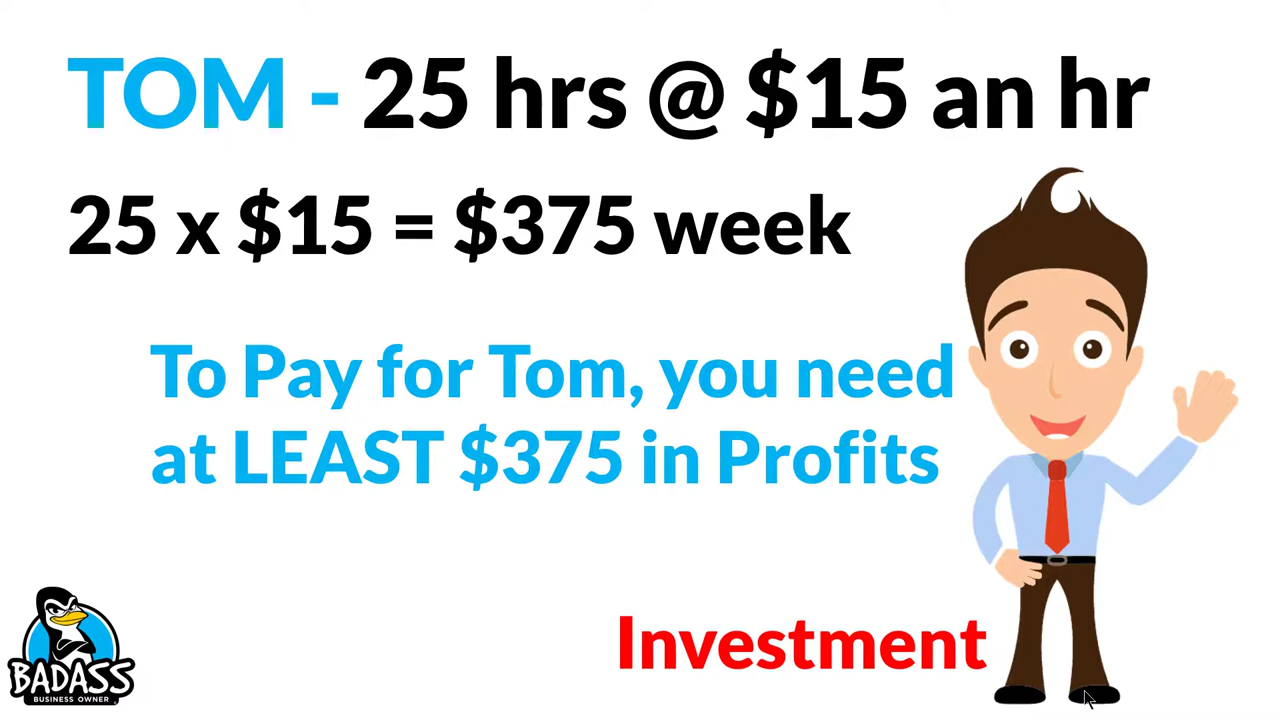 TOM - 25 hrs @ $15 an hr
25 x $15 = $375 week
To Pay for Tom, you need
at LEAST $375 in Profits
Investment
BADASS
BUSINESS OWNER